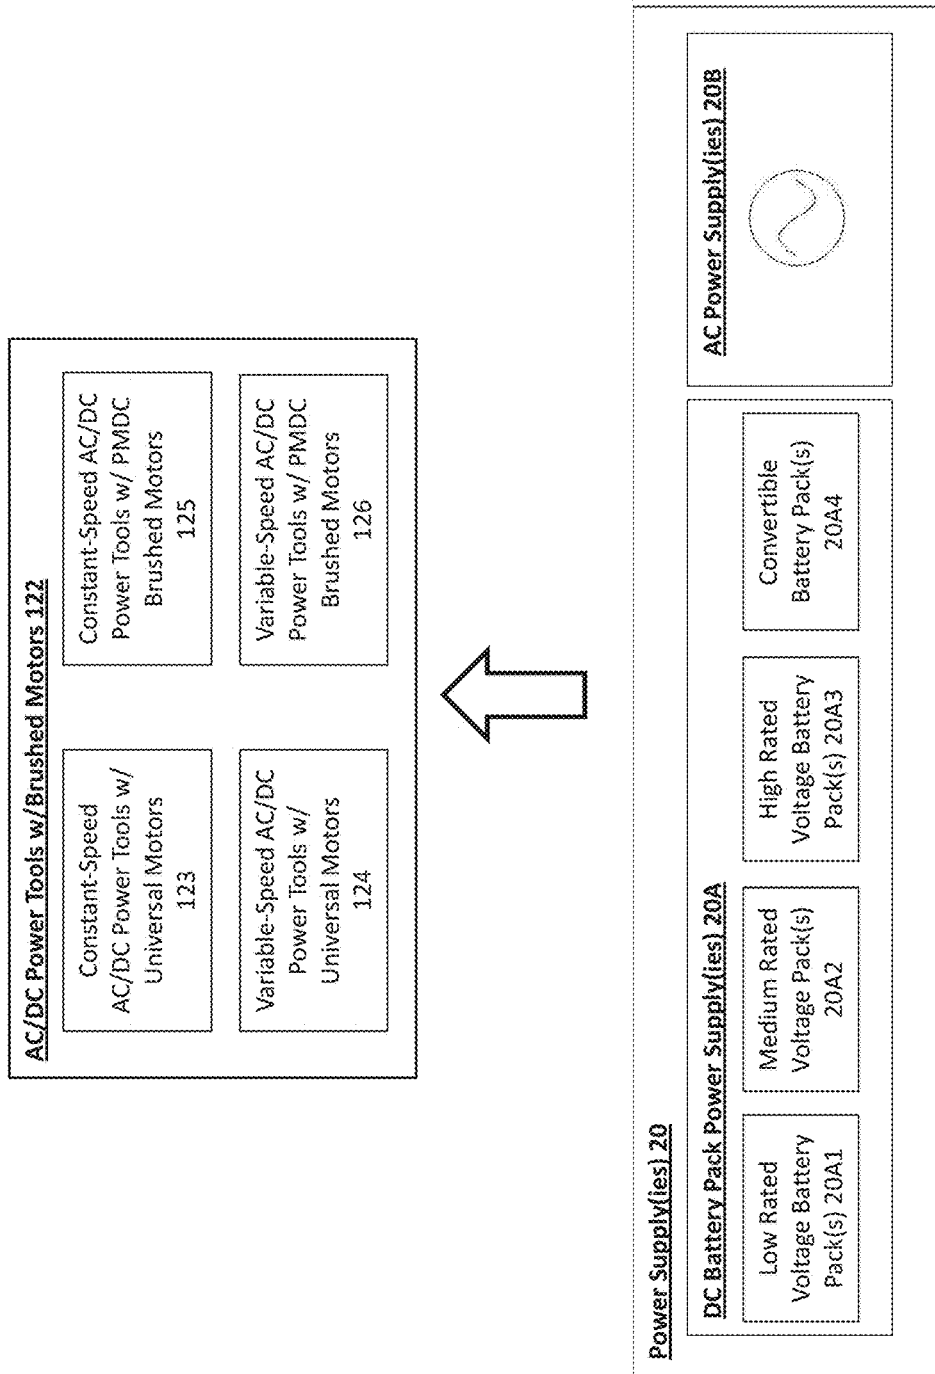 AC/DC Power Tools w/Brushed Motors 122
Constant-Speed
AC/DC Power Tools w/
Universal Motors
123
Constant-Speed AC/DC
Power Tools w/ PMDC
Brushed Motors
125
Variable-Speed AC/DC
Power Tools w/
Universal Motors
124
Variable-Speed AC/DC
Power Tools w/ PMDC
Brushed Motors
126
Power Supply(ies) 20
DC Battery Pack Power Supply(ies) 20A
Low Rated
Voltage Battery
Pack(s) 20A1
Medium Rated
Voltage Pack(s)
20A2
High Rated
Voltage Battery
Pack(s) 20A3
Convertible
Battery Pack(s)
20A4
AC Power Supply(ies) 20B